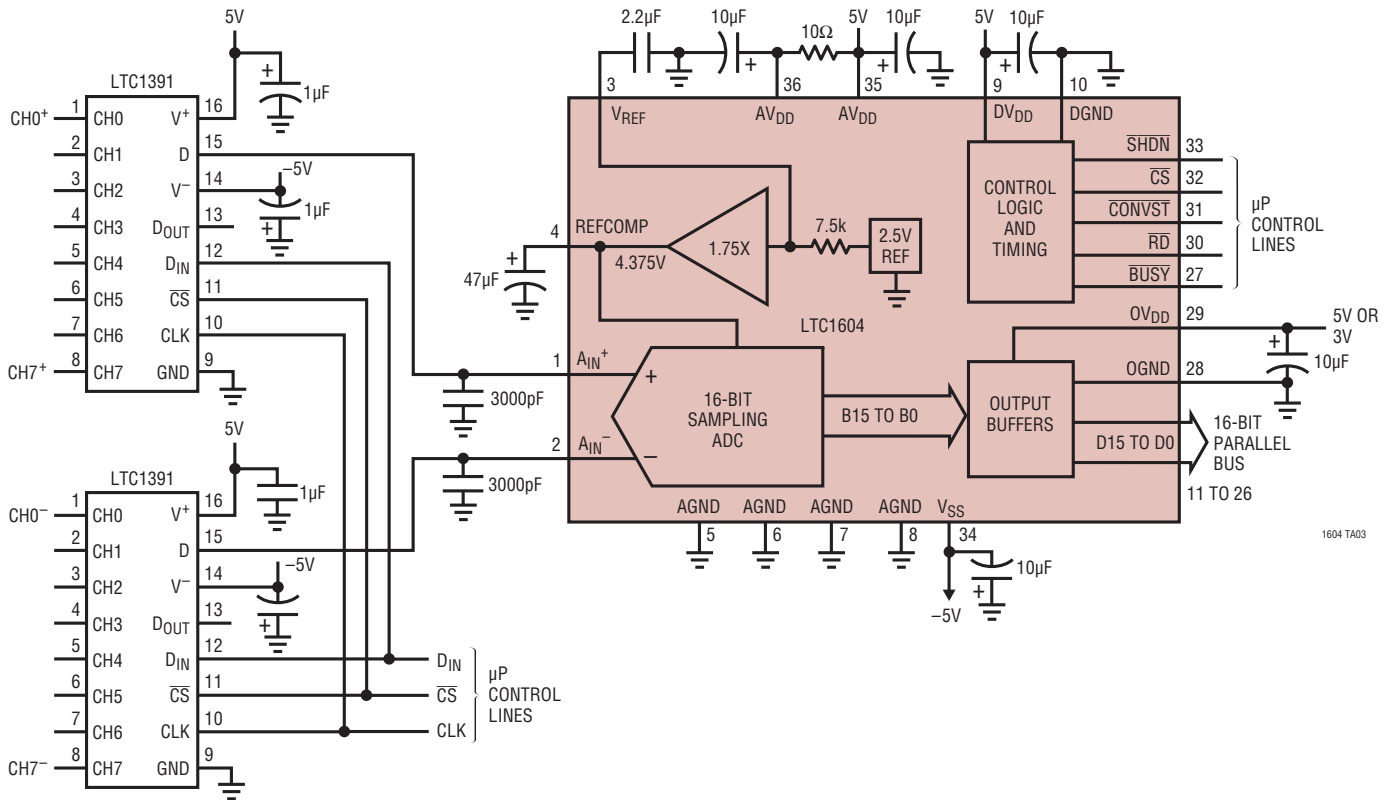 5V
LTC1391
1µF
CH0+
1 CH0 V+ 16
2 CH1 D 15
3 CH2 V− 14
−5V
1µF
4 CH3 DOUT 13
5 CH4 DIN 12
6 CH5 CS 11
7 CH6 CLK 10
CH7+ 8 CH7 GND 9
5V
LTC1391
1µF
CH0−
1 CH0 V+ 16
2 CH1 D 15
3 CH2 V− 14
−5V
4 CH3 DOUT 13
5 CH4 DIN 12
6 CH5 CS 11
7 CH6 CLK 10
CH7− 8 CH7 GND 9
DIN
CS
CLK
µP
CONTROL
LINES
3000pF
3000pF
2.2µF
10µF
10Ω
5V
10µF
5V
10µF
3
36
35
9
10
VREF
AVDD
AVDD
DVDD
DGND
4
REFCOMP
4.375V
47µF
1.75X
7.5k
2.5V
REF
CONTROL
LOGIC
AND
TIMING
SHDN 33
CS 32
CONVST 31
RD 30
BUSY 27
µP
CONTROL
LINES
LTC1604
1 AIN+
2 AIN−
+
−
16-BIT
SAMPLING
ADC
B15 TO B0
OUTPUT
BUFFERS
OVDD 29
5V OR
3V
10µF
OGND 28
D15 TO D0
16-BIT
PARALLEL
BUS
11 TO 26
AGND
AGND
AGND
AGND
VSS
5
6
7
8
34
10µF
−5V
1604 TA03